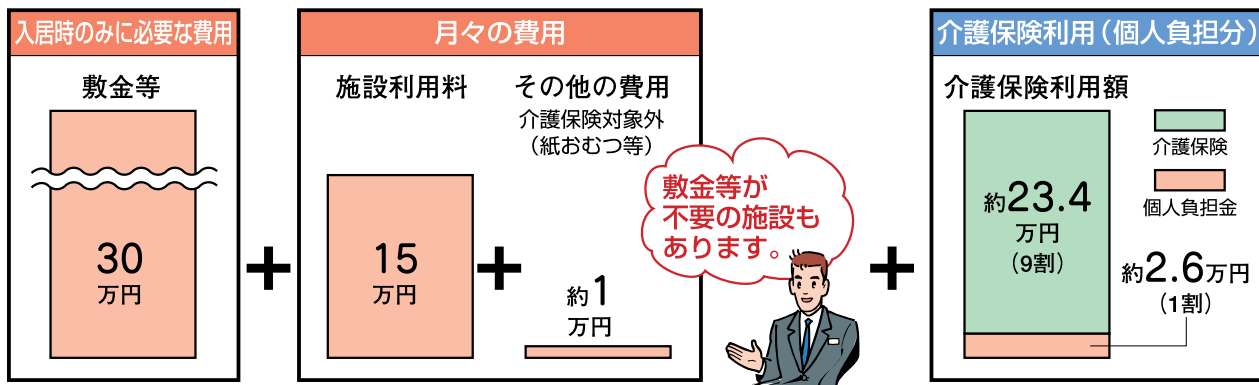 入居時のみに必要な費用
敷金等
30
万円
+
月々の費用
施設利用料
15
万円
+
その他の費用
介護保険対象外
（紙おむつ等）
約1
万円
敷金等が
不要の施設も
あります。
+
介護保険利用（個人負担分）
介護保険利用額
約23.4
万円
（9割）
介護保険
個人負担金
約2.6万円
（1割）